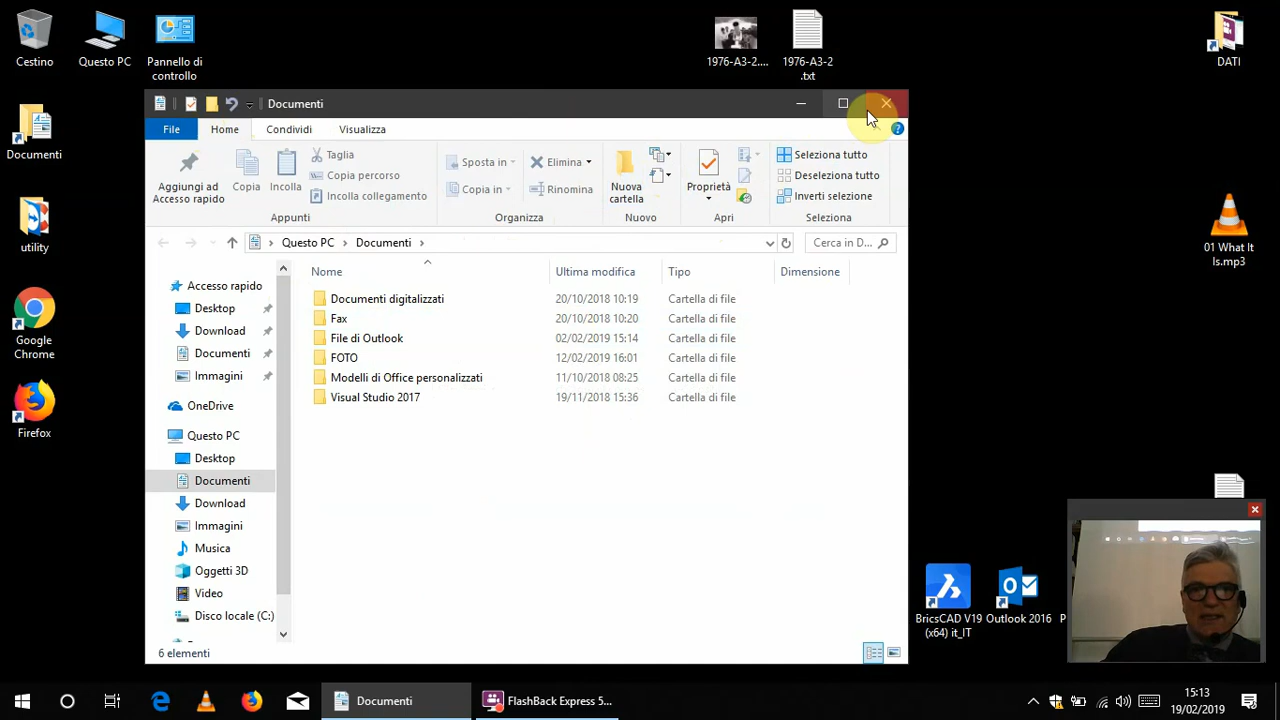 Cestino
Questo PC
Pannello di
controllo
1976-A3-2....
1976-A3-2
.txt
DATI
Documenti
utility
Google
Chrome
Firefox
01 What It
Is.mp3
Documenti
File
Home
Condividi
Visualizza
Aggiungi ad
Accesso rapido
Copia
Incolla
Taglia
Copia percorso
Incolla collegamento
Appunti
Sposta in
Copia in
Elimina
Rinomina
Organizza
Nuova
cartella
Nuovo
Proprietà
Apri
Seleziona tutto
Deseleziona tutto
Inverti selezione
Seleziona
Questo PC > Documenti >
Cerca in D...
Nome Ultima modifica Tipo Dimensione
Documenti digitalizzati 20/10/2018 10:19 Cartella di file
Fax 20/10/2018 10:20 Cartella di file
File di Outlook 02/02/2019 15:14 Cartella di file
FOTO 12/02/2019 16:01 Cartella di file
Modelli di Office personalizzati 11/10/2018 08:25 Cartella di file
Visual Studio 2017 19/11/2018 15:36 Cartella di file
Accesso rapido
Desktop
Download
Documenti
Immagini
OneDrive
Questo PC
Desktop
Documenti
Download
Immagini
Musica
Oggetti 3D
Video
Disco locale (C:)
6 elementi
BricsCAD V19
(x64) it_IT
Outlook 2016
P
Documenti
FlashBack Express 5...
15:13
19/02/2019